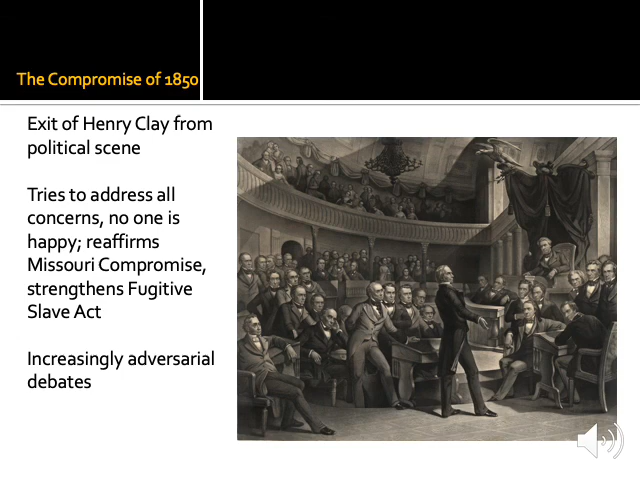 The Compromise of 1850
Exit of Henry Clay from
political scene
Tries to address all
concerns, no one is
happy; reaffirms
Missouri Compromise,
strengthens Fugitive
Slave Act
Increasingly adversarial
debates